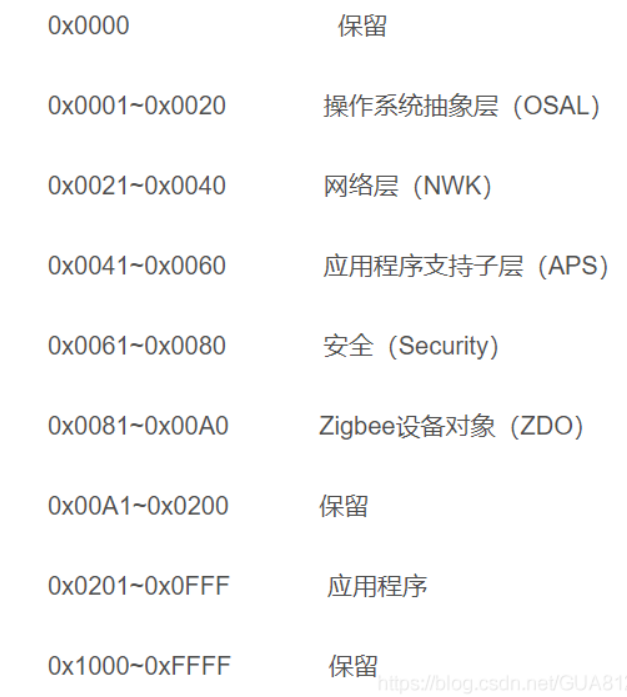 0x0000 保留
0x0001~0x0020 操作系统抽象层（OSAL）
0x0021~0x0040 网络层（NWK）
0x0041~0x0060 应用程序支持子层（APS）
0x0061~0x0080 安全（Security）
0x0081~0x00A0 Zigbee设备对象（ZDO）
0x00A1~0x0200 保留
0x0201~0x0FFF 应用程序
0x1000~0xFFFF 保留
https://blog.csdn.net/GUA81